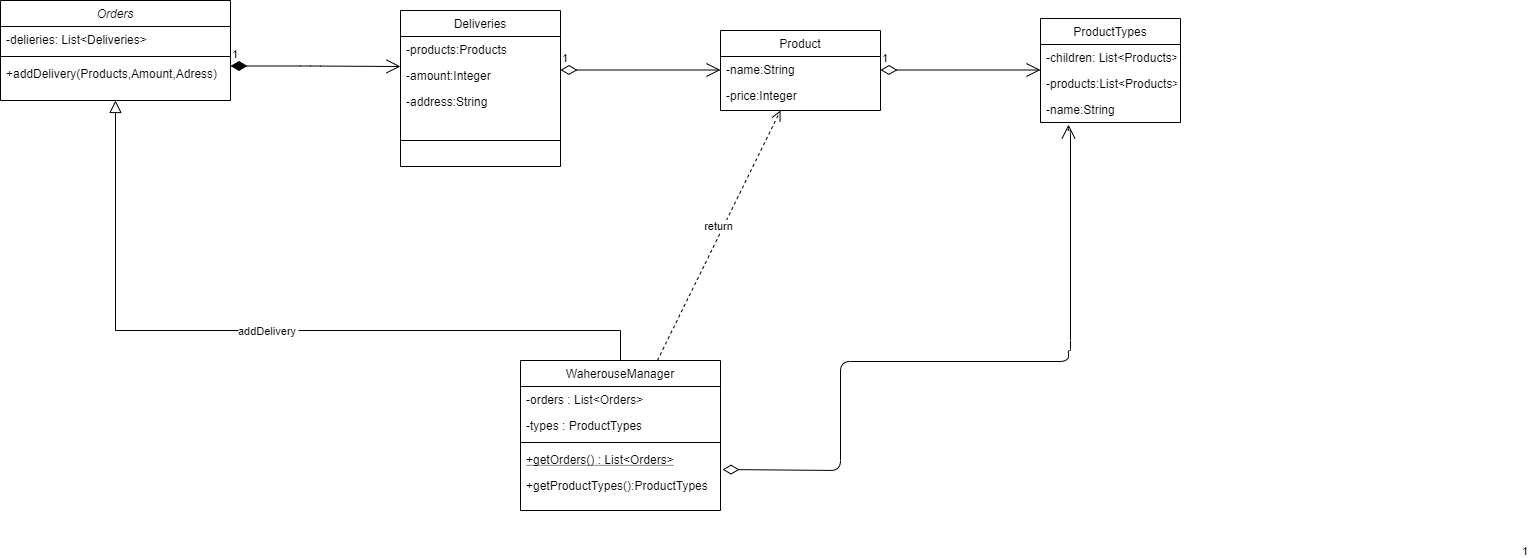 Orders
-delieries: List<Deliveries>
+addDelivery(Products,Amount,Adress)
1
Deliveries
-products:Products
-amount:Integer
-address:String
1
Product
-name:String
-price:Integer
1
ProductTypes
-children: List<Products>
-products:List<Products>
-name:String
return
addDelivery
WaherouseManager
-orders : List<Orders>
-types : ProductTypes
+getOrders() : List<Orders>
+getProductTypes():ProductTypes
1